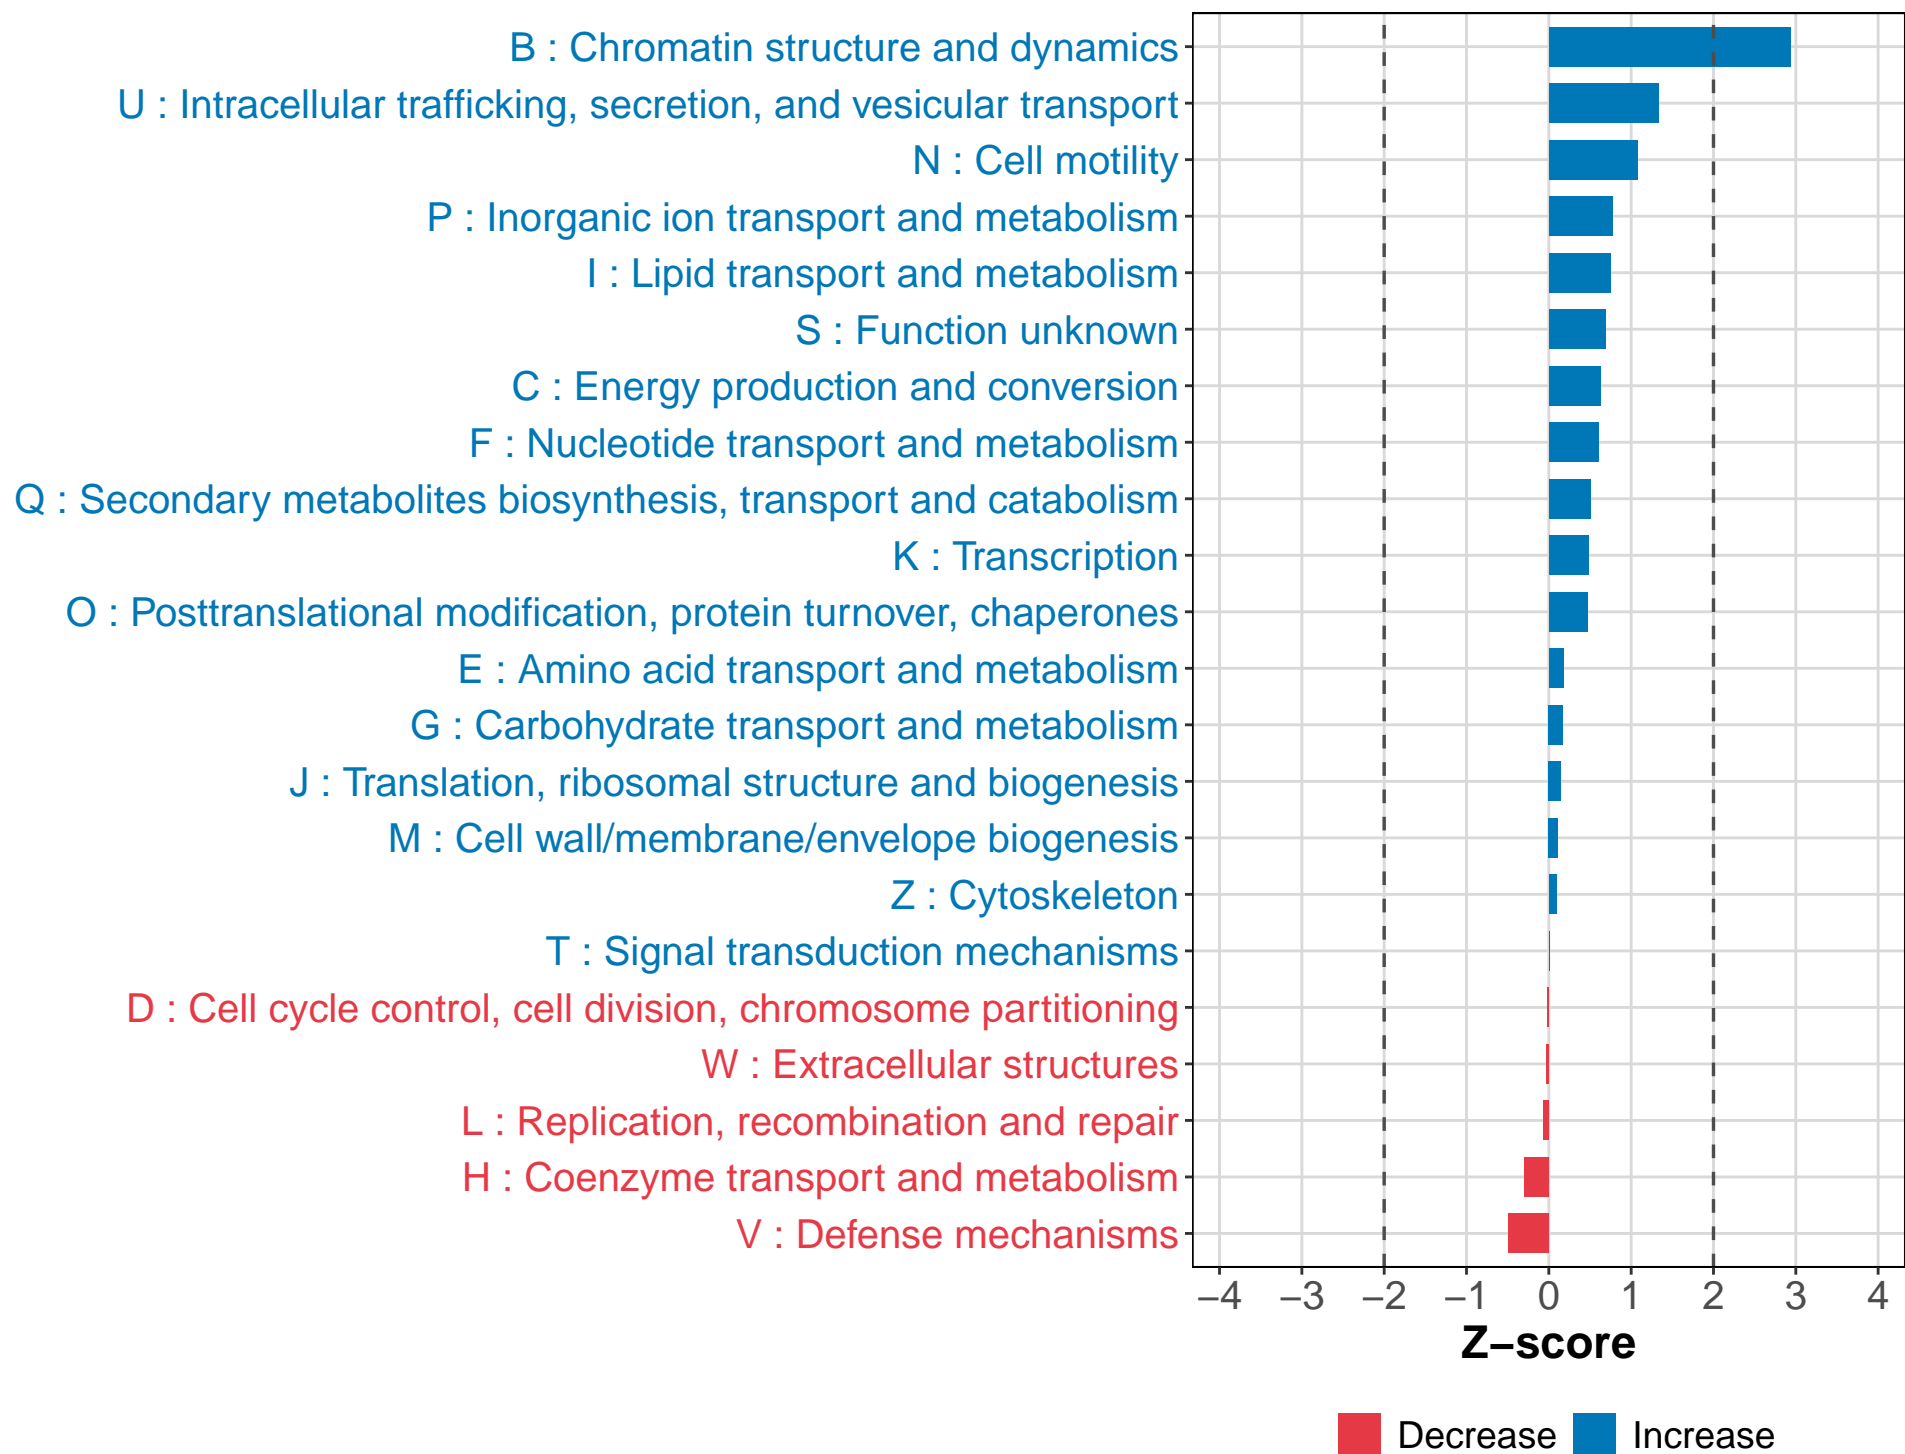 B : Chromatin structure and dynamics
U : Intracellular trafficking, secretion, and vesicular transport
N : Cell motility
P : Inorganic ion transport and metabolism
I : Lipid transport and metabolism
S : Function unknown
C : Energy production and conversion
F : Nucleotide transport and metabolism
Q : Secondary metabolites biosynthesis, transport and catabolism
K : Transcription
O : Posttranslational modification, protein turnover, chaperones
E : Amino acid transport and metabolism
G : Carbohydrate transport and metabolism
J : Translation, ribosomal structure and biogenesis
M : Cell wall/membrane/envelope biogenesis
Z : Cytoskeleton
T : Signal transduction mechanisms
D : Cell cycle control, cell division, chromosome partitioning
W : Extracellular structures
L : Replication, recombination and repair
H : Coenzyme transport and metabolism
V : Defense mechanisms
−4 −3 −2 −1 0 1 2 3 4
Z−score
Decrease Increase